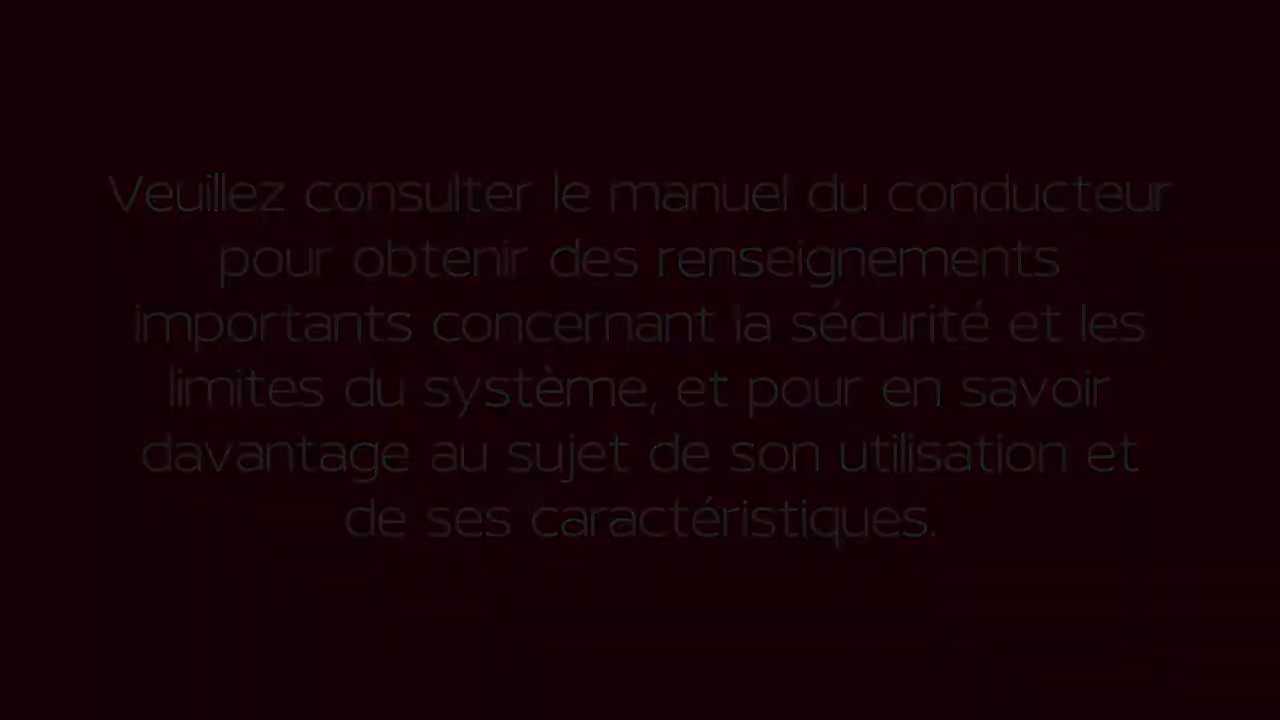 Veuillez consulter le manuel du conducteur
pour obtenir des renseignements
importants concernant la sécurité et les
limites du système, et pour en savoir
davantage au sujet de son utilisation et
de ses caractéristiques.